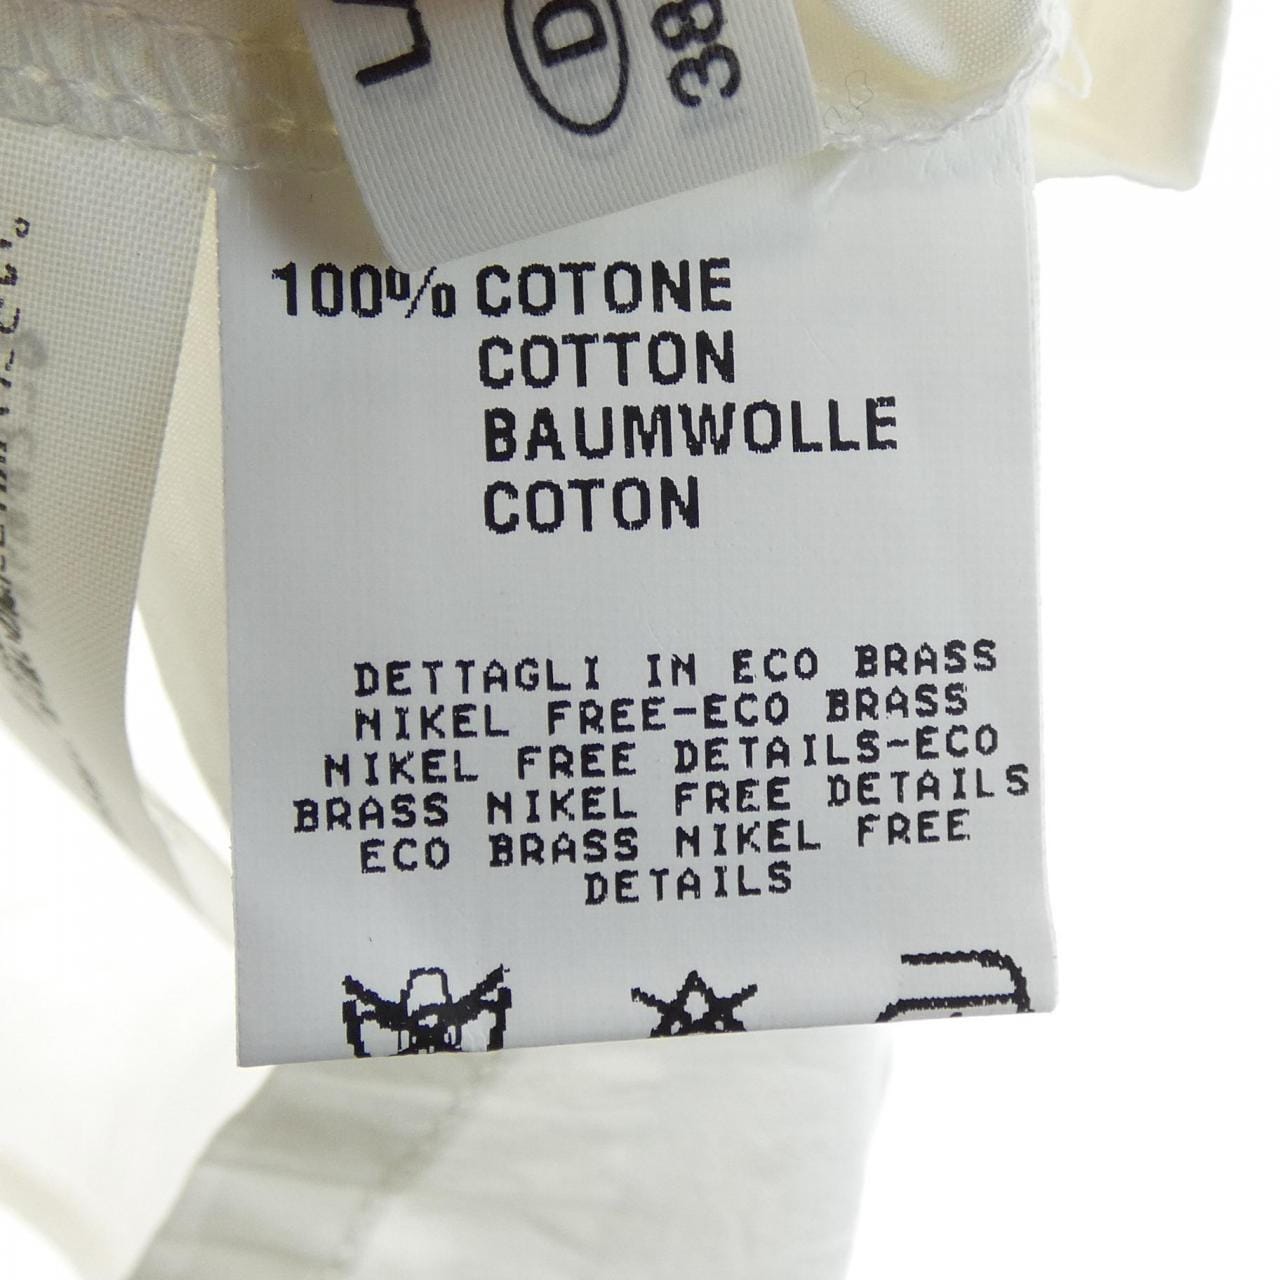 D
38
100% COTONE
COTTON
BAUMWOLLE
COTON
DETTAGLI IN ECO BRASS
NIKEL FREE-ECO BRASS
NIKEL FREE DETAILS-ECO
BRASS NIKEL FREE DETAILS
ECO BRASS NIKEL FREE
DETAILS